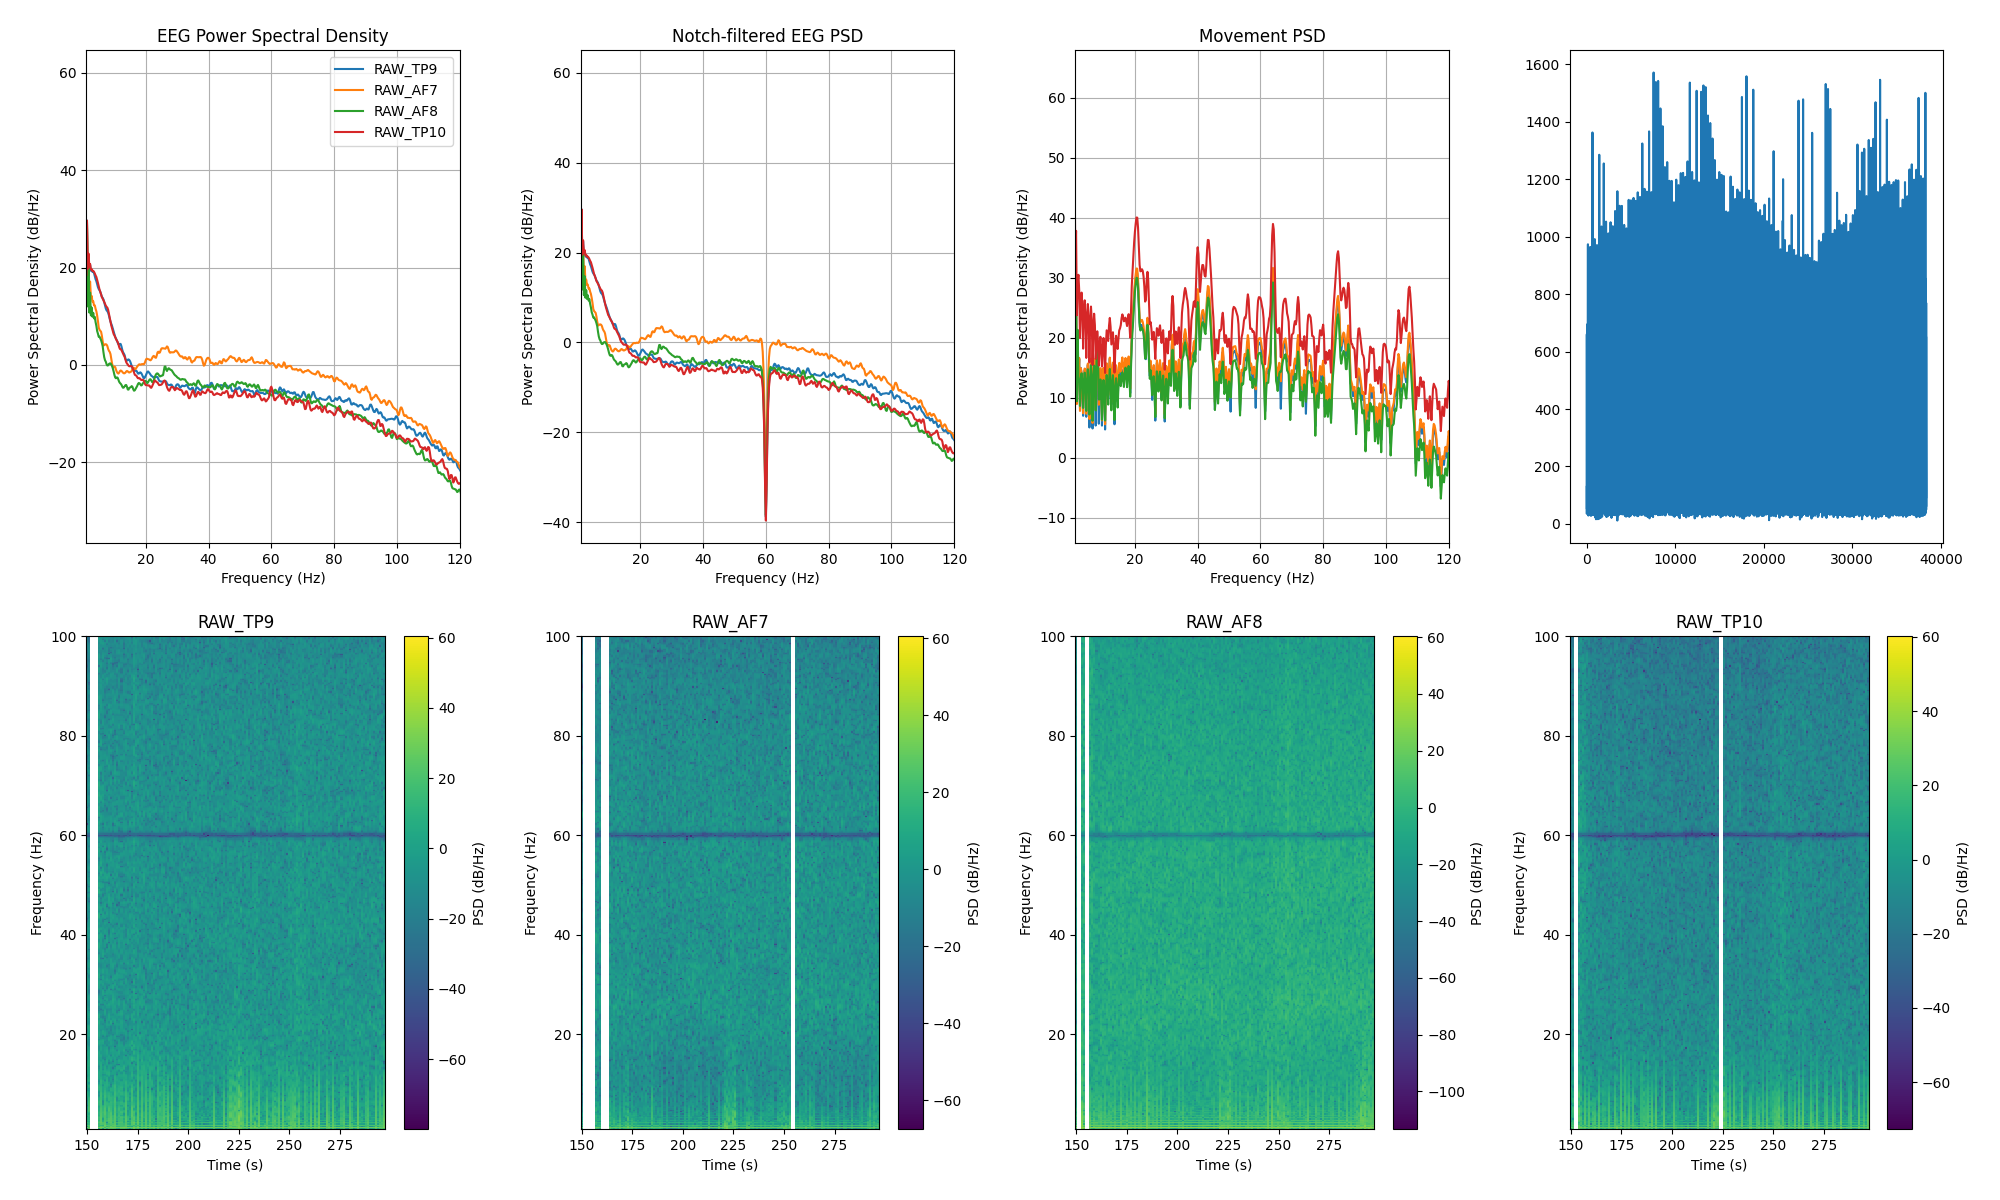 EEG Power Spectral Density
Power Spectral Density (dB/Hz)
60
40
20
0
−20
RAW_TP9
RAW_AF7
RAW_AF8
RAW_TP10
20 40 60 80 100 120
Frequency (Hz)
Notch-filtered EEG PSD
Power Spectral Density (dB/Hz)
60
40
20
0
−20
−40
20 40 60 80 100 120
Frequency (Hz)
Movement PSD
Power Spectral Density (dB/Hz)
60
50
40
30
20
10
0
−10
20 40 60 80 100 120
Frequency (Hz)
1600
1400
1200
1000
800
600
400
200
0
0 10000 20000 30000 40000
RAW_TP9
Frequency (Hz)
100
80
60
40
20
150 175 200 225 250 275
Time (s)
60
40
20
0
−20
−40
−60
PSD (dB/Hz)
RAW_AF7
Frequency (Hz)
100
80
60
40
20
150 175 200 225 250 275
Time (s)
60
40
20
0
−20
−40
−60
PSD (dB/Hz)
RAW_AF8
Frequency (Hz)
100
80
60
40
20
150 175 200 225 250 275
Time (s)
60
40
20
0
−20
−40
−60
−80
−100
PSD (dB/Hz)
RAW_TP10
Frequency (Hz)
100
80
60
40
20
150 175 200 225 250 275
Time (s)
60
40
20
0
−20
−40
−60
PSD (dB/Hz)